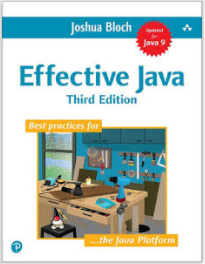 Joshua Bloch
Updated
for
Java 9
Effective Java
Third Edition
Best practices for
...the Java Platform